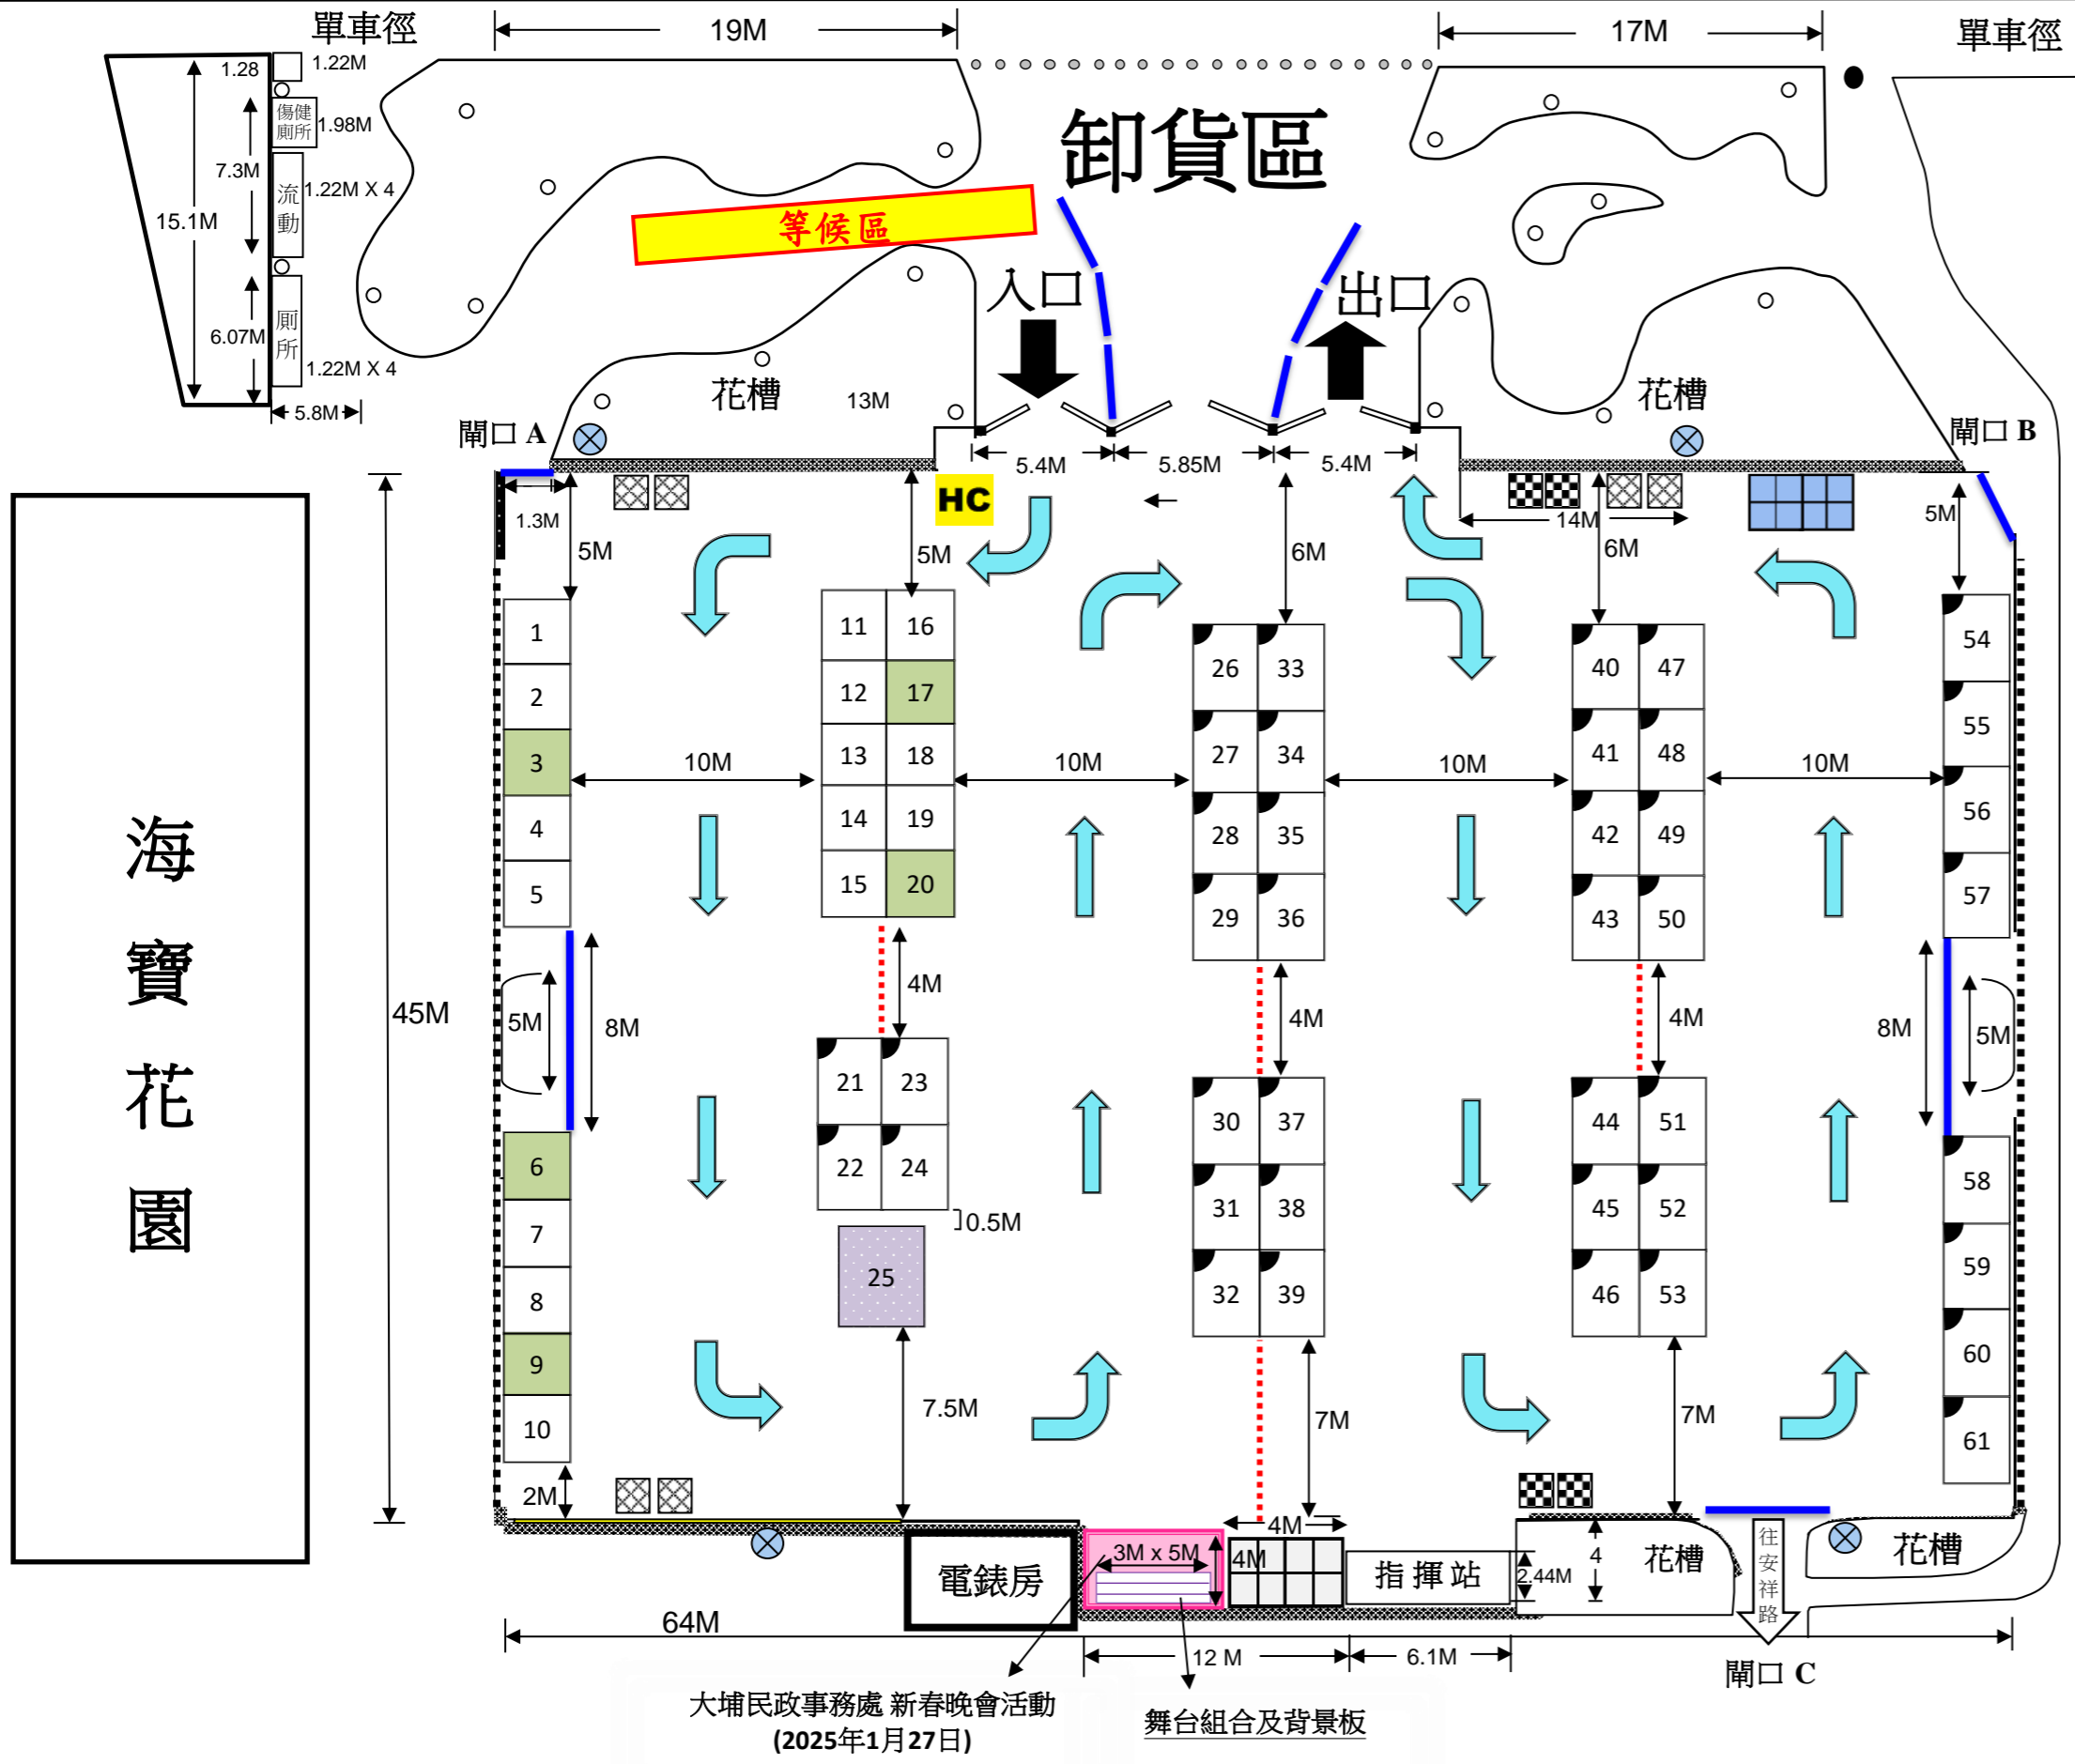 單車徑
19M
17M
單車徑
1.28
1.22M
傷健
廁所
1.98M
7.3M
流動
1.22M X 4
15.1M
廁所
6.07M
1.22M X 4
5.8M
卸貨區
等候區
入口
出口
花槽
13M
花槽
閘口 A
閘口 B
5.4M
5.85M
5.4M
HC
1.3M
5M
5M
6M
14M
6M
5M
1
2
3
4
5
11
16
12
17
13
18
14
19
15
20
26
33
27
34
28
35
29
36
40
47
41
48
42
49
43
50
54
55
56
57
10M
10M
10M
10M
海寶花園
45M
5M
8M
4M
4M
4M
8M
5M
21
23
22
24
0.5M
25
6
7
8
9
10
30
37
31
38
32
39
44
51
45
52
46
53
58
59
60
61
7.5M
7M
7M
2M
電錶房
3M x 5M
4M
4M
指揮站
2.44M
4
花槽
往安祥路
花槽
64M
12 M
6.1M
閘口 C
大埔民政事務處 新春晚會活動
(2025年1月27日)
舞台組合及背景板